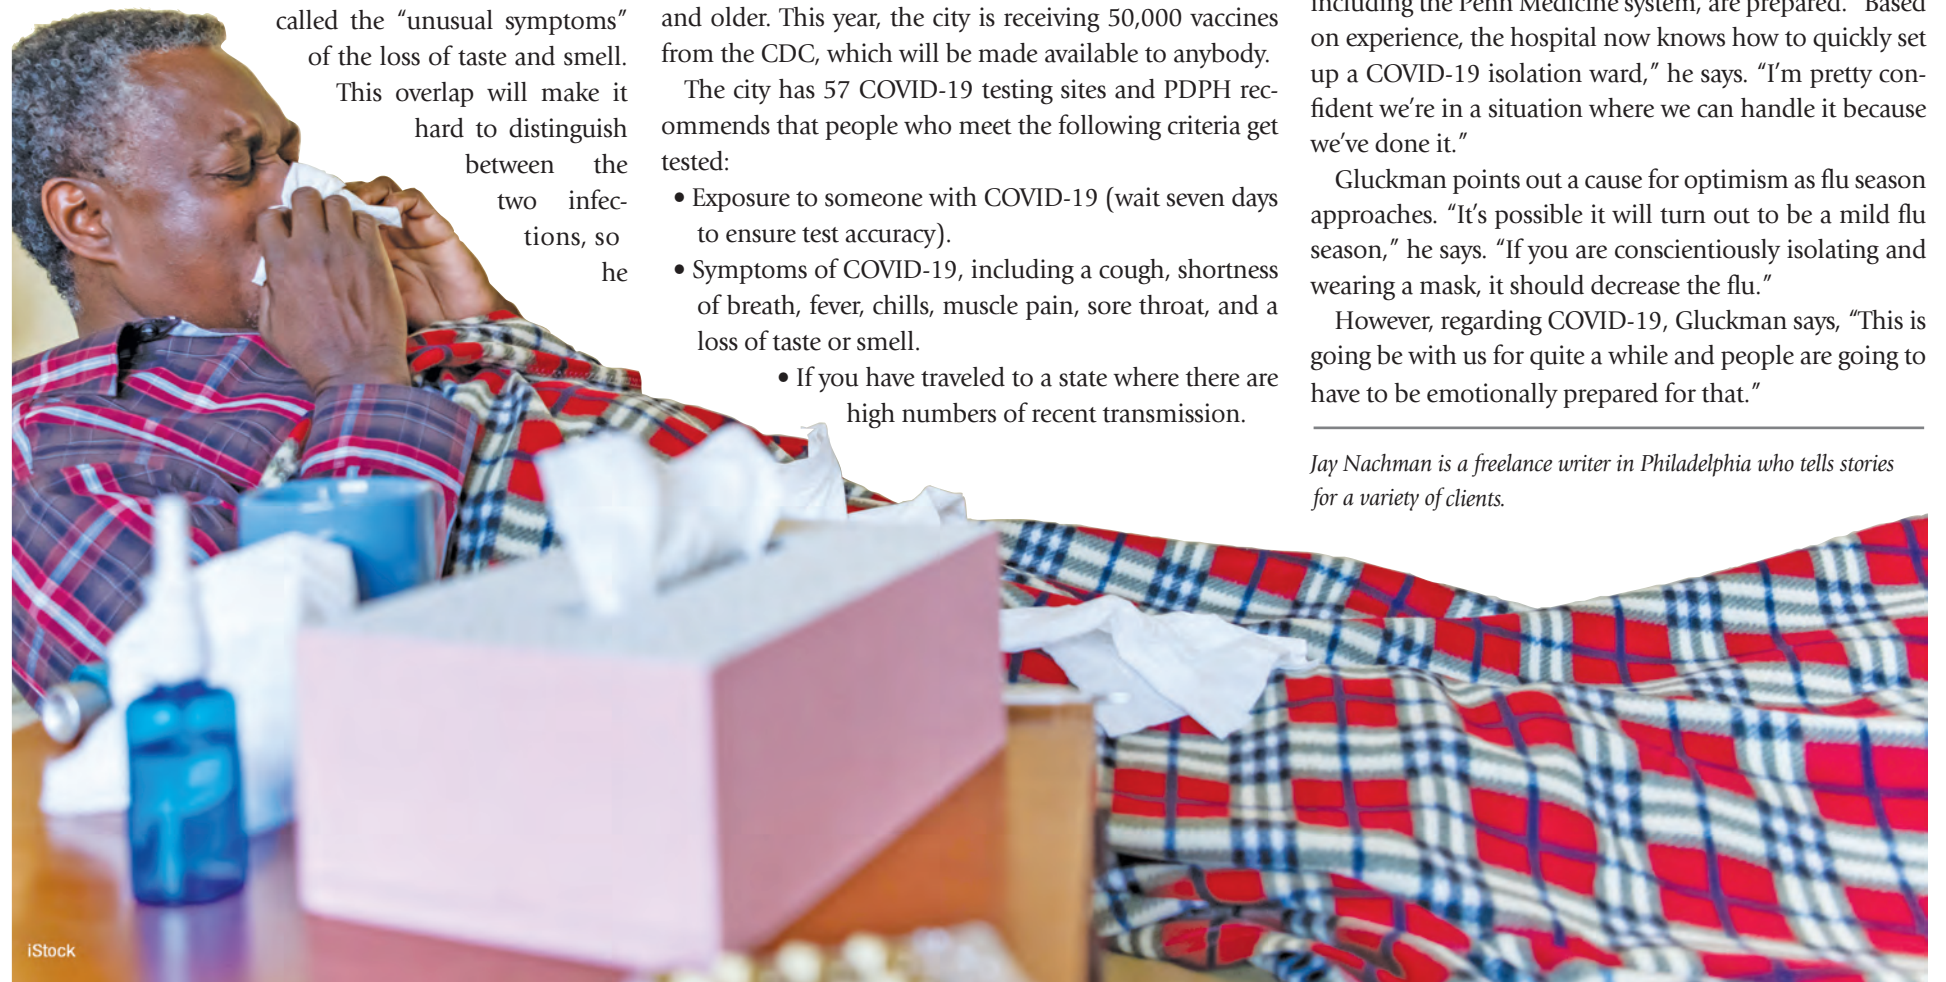 called the “unusual symptoms”
of the loss of taste and smell.
This overlap will make it
hard to distinguish
between the
two infec-
tions, so
he
and older. This year, the city is receiving 50,000 vaccines
from the CDC, which will be made available to anybody.
The city has 57 COVID-19 testing sites and PDPH rec-
ommends that people who meet the following criteria get
tested:
• Exposure to someone with COVID-19 (wait seven days
to ensure test accuracy).
• Symptoms of COVID-19, including a cough, shortness
of breath, fever, chills, muscle pain, sore throat, and a
loss of taste or smell.
• If you have traveled to a state where there are
high numbers of recent transmission.
including the Penn Medicine system, are prepared. “Based
on experience, the hospital now knows how to quickly set
up a COVID-19 isolation ward,” he says. “I’m pretty con-
fident we’re in a situation where we can handle it because
we’ve done it.”
Gluckman points out a cause for optimism as flu season
approaches. “It’s possible it will turn out to be a mild flu
season,” he says. “If you are conscientiously isolating and
wearing a mask, it should decrease the flu.”
However, regarding COVID-19, Gluckman says, “This is
going be with us for quite a while and people are going to
have to be emotionally prepared for that.”
Jay Nachman is a freelance writer in Philadelphia who tells stories
for a variety of clients.
iStock